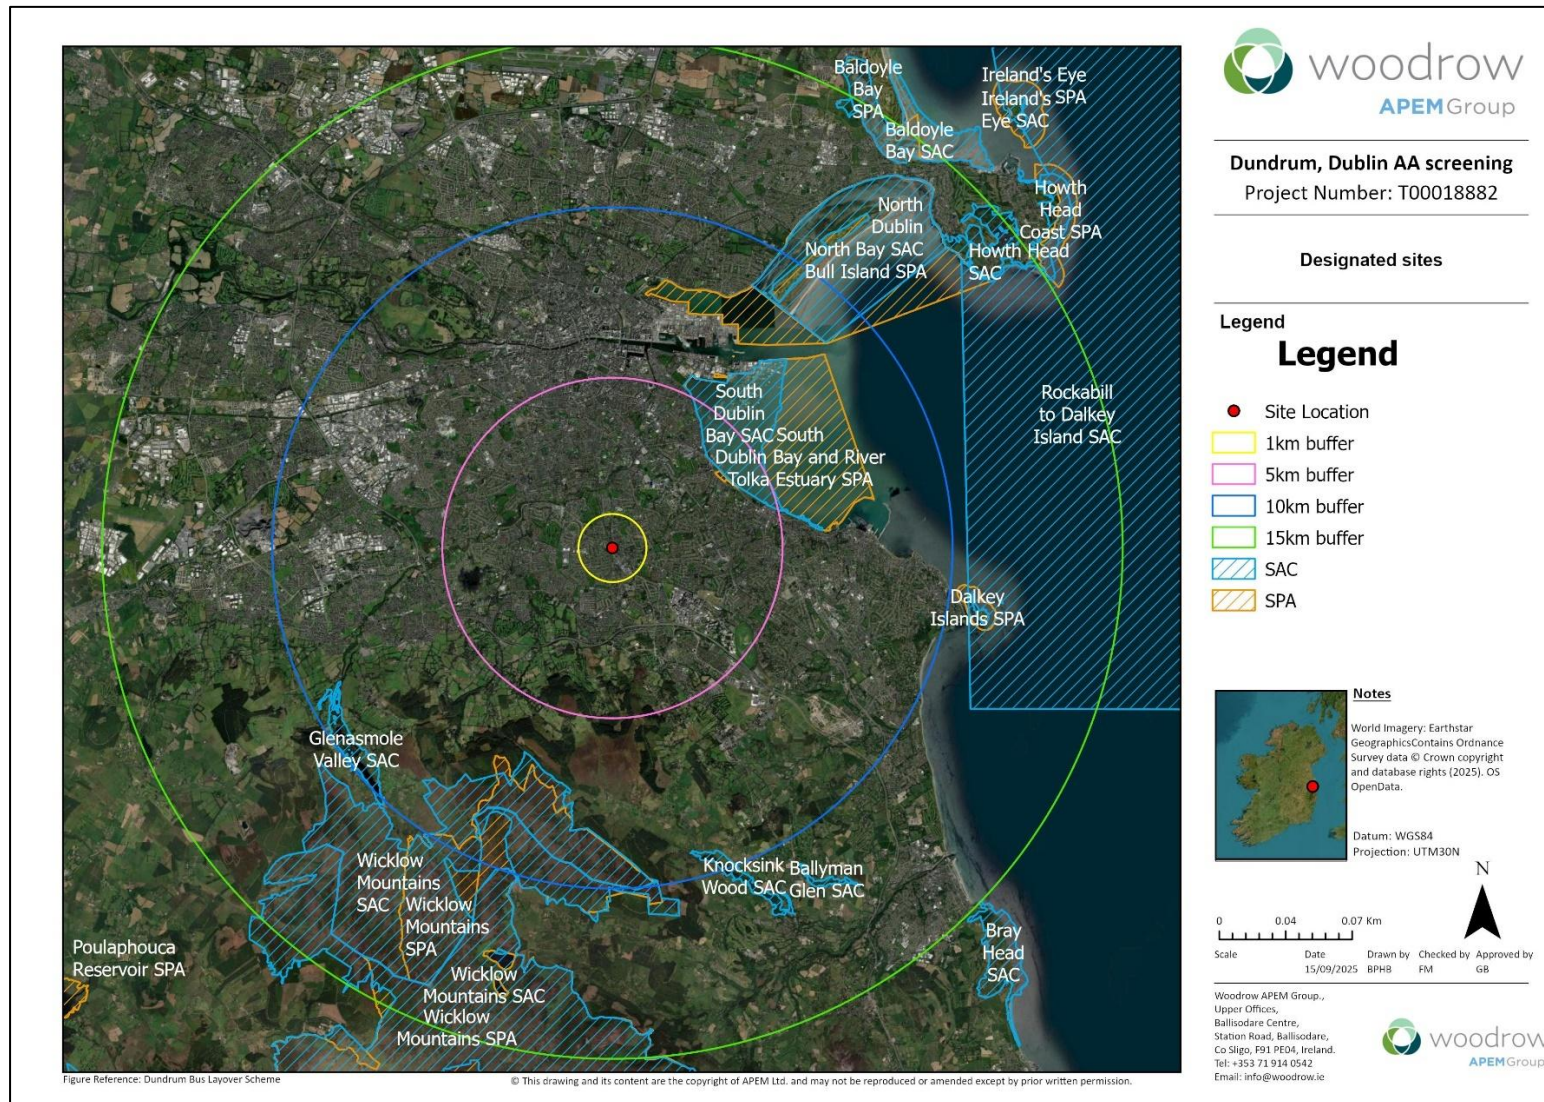 Baldoyle
Bay
SPA
Ireland's Eye
SPA
Ireland's
Eye SAC
Baldoyle
Bay SAC
Howth
Head
Coast SPA
North
Dublin
Bay SAC
North
Bull Island SPA
Howth Head
SAC
South
Dublin
Bay SAC
South
Dublin Bay and River
Tolka Estuary SPA
Rockabill
to Dalkey
Island SAC
Dalkey
Islands SPA
Glenasmole
Valley SAC
Wicklow
Mountains
SAC
Wicklow
Mountains
SPA
Knocksink
Wood SAC
Ballyman
Glen SAC
Poulaphouca
Reservoir SPA
Wicklow
Mountains SAC
Wicklow
Mountains SPA
Bray
Head
SAC
Figure Reference: Dundrum Bus Layover Scheme
© This drawing and its content are the copyright of APEM Ltd. and may not be reproduced or amended except by prior written permission.
woodrow
APEMGroup
Dundrum, Dublin AA screening
Project Number: T00018882
Designated sites
Legend
Legend
Site Location
1km buffer
5km buffer
10km buffer
15km buffer
SAC
SPA
Notes
World Imagery: Earthstar
GeographicsContains Ordnance
Survey data © Crown copyright
and database rights (2025). OS
OpenData.
Datum: WGS84
Projection: UTM30N
N
0 0.04 0.07 Km
Scale Date Drawn by Checked by Approved by
15/09/2025 BPHB FM GB
Woodrow APEM Group.,
Upper Offices,
Ballisodare Centre,
Station Road, Ballisodare,
Co Sligo, F91 PE04, Ireland.
Tel: +353 71 914 0542
Email: info@woodrow.ie
woodrow
APEMGroup